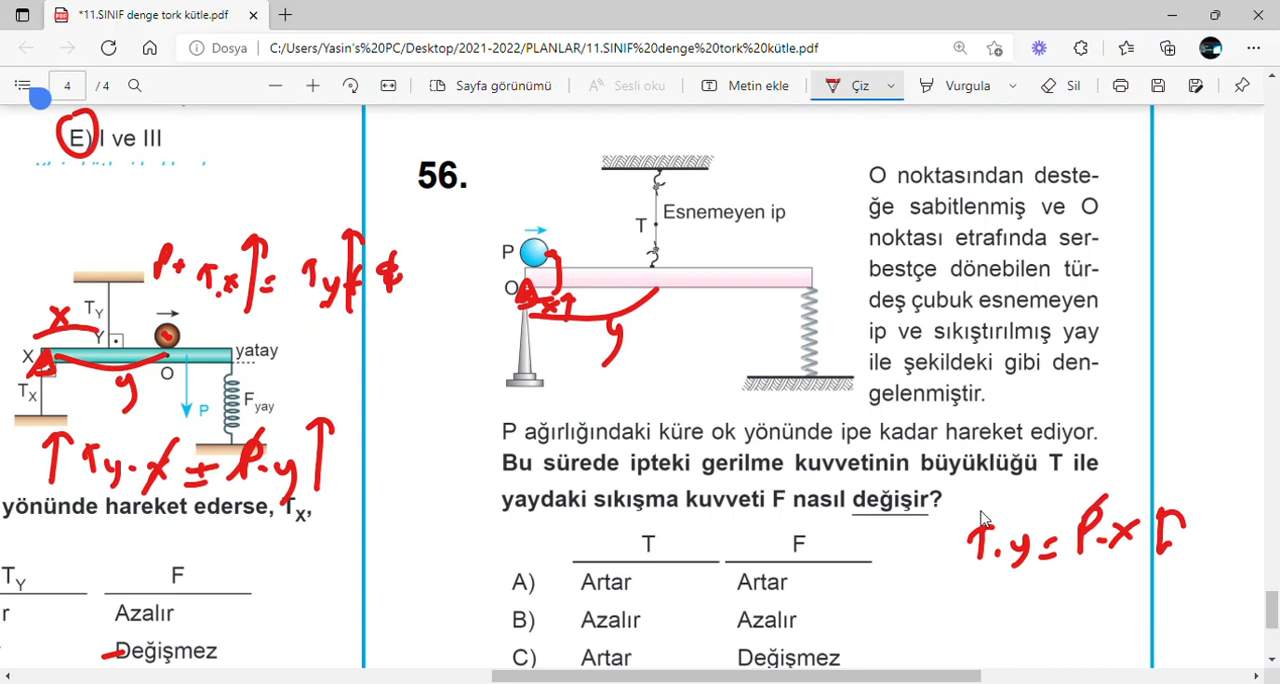 *11.SINIF denge tork kütle.pdf
Dosya
C:/Users/Yasin's%20PC/Desktop/2021-2022/PLANLAR/11.SINIF%20denge%20tork%20kütle.pdf
4 / 4
Sayfa görünümü
Sesli oku
Metin ekle
Çiz
Vurgula
Sil
E) I ve III
P + Tx.x = Ty
x
TY
Y
X
yatay
O
TX
y
P
Fyay
Ty.x = P.y
yönünde hareket ederse, TX,
TY F
r Azalır
Değişmez
56.
Esnemeyen ip
T
P
O
x
y
O noktasından deste-
ğe sabitlenmiş ve O
noktası etrafında ser-
bestçe dönebilen tür-
deş çubuk esnemeyen
ip ve sıkıştırılmış yay
ile şekildeki gibi den-
gelenmiştir.
P ağırlığındaki küre ok yönünde ipe kadar hareket ediyor.
Bu sürede ipteki gerilme kuvvetinin büyüklüğü T ile
yaydaki sıkışma kuvveti F nasıl değişir?
T.y = P.x
T F
A) Artar Artar
B) Azalır Azalır
C) Artar Değişmez